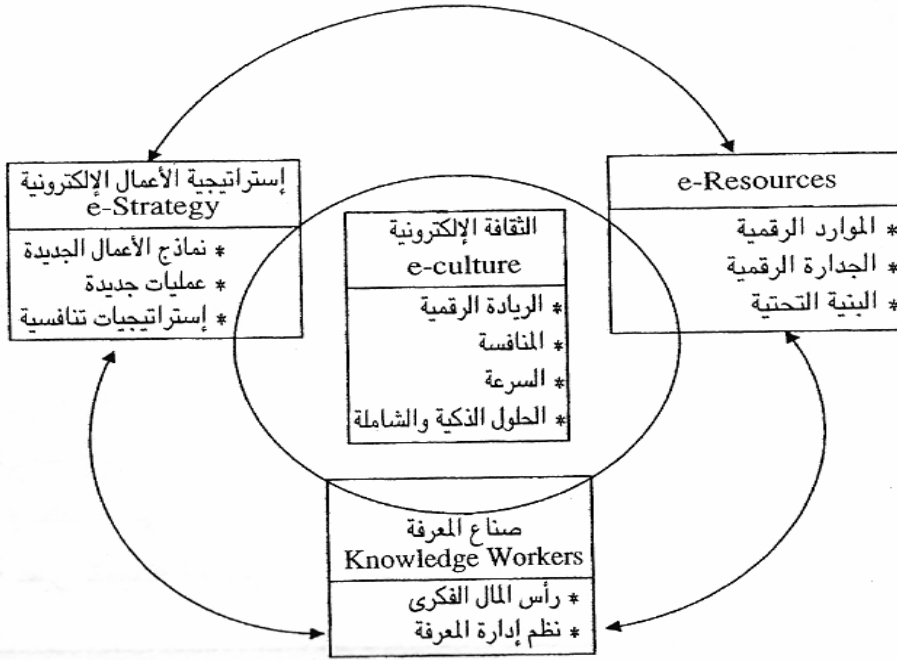 إستراتيجية الأعمال الإلكترونية
e-Strategy
* نماذج الأعمال الجديدة
* عمليات جديدة
* إستراتيجيات تنافسية
e-Resources
* الموارد الرقمية
* الجدارة الرقمية
* البنية التحتية
الثقافة الإلكترونية
e-culture
* الريادة الرقمية
* المنافسة
* السرعة
* الحلول الذكية والشاملة
صناع المعرفة
Knowledge Workers
* رأس المال الفكرى
* نظم إدارة المعرفة